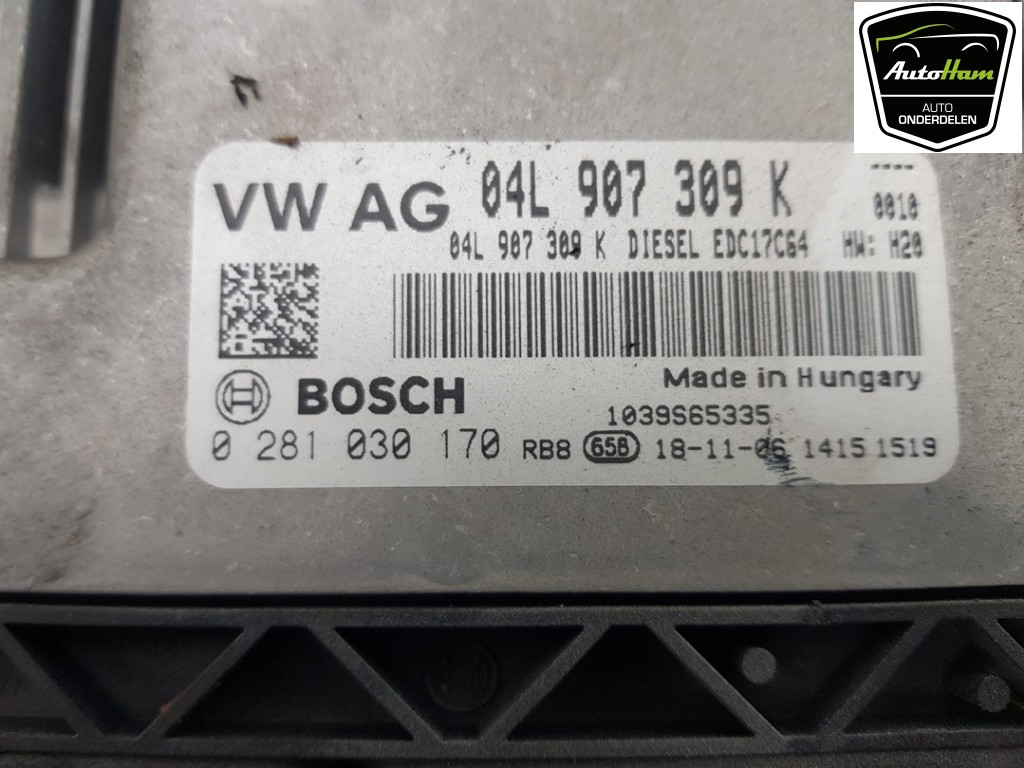 AutoHam
AUTO
ONDERDELEN
VW AG 04L 907 309 K ----
0010
04L 907 309 K DIESEL EDC17C64 HW: H20
BOSCH
Made in Hungary
1039S65335
0 281 030 170 RB8 65B 18-11-06 1415 1519